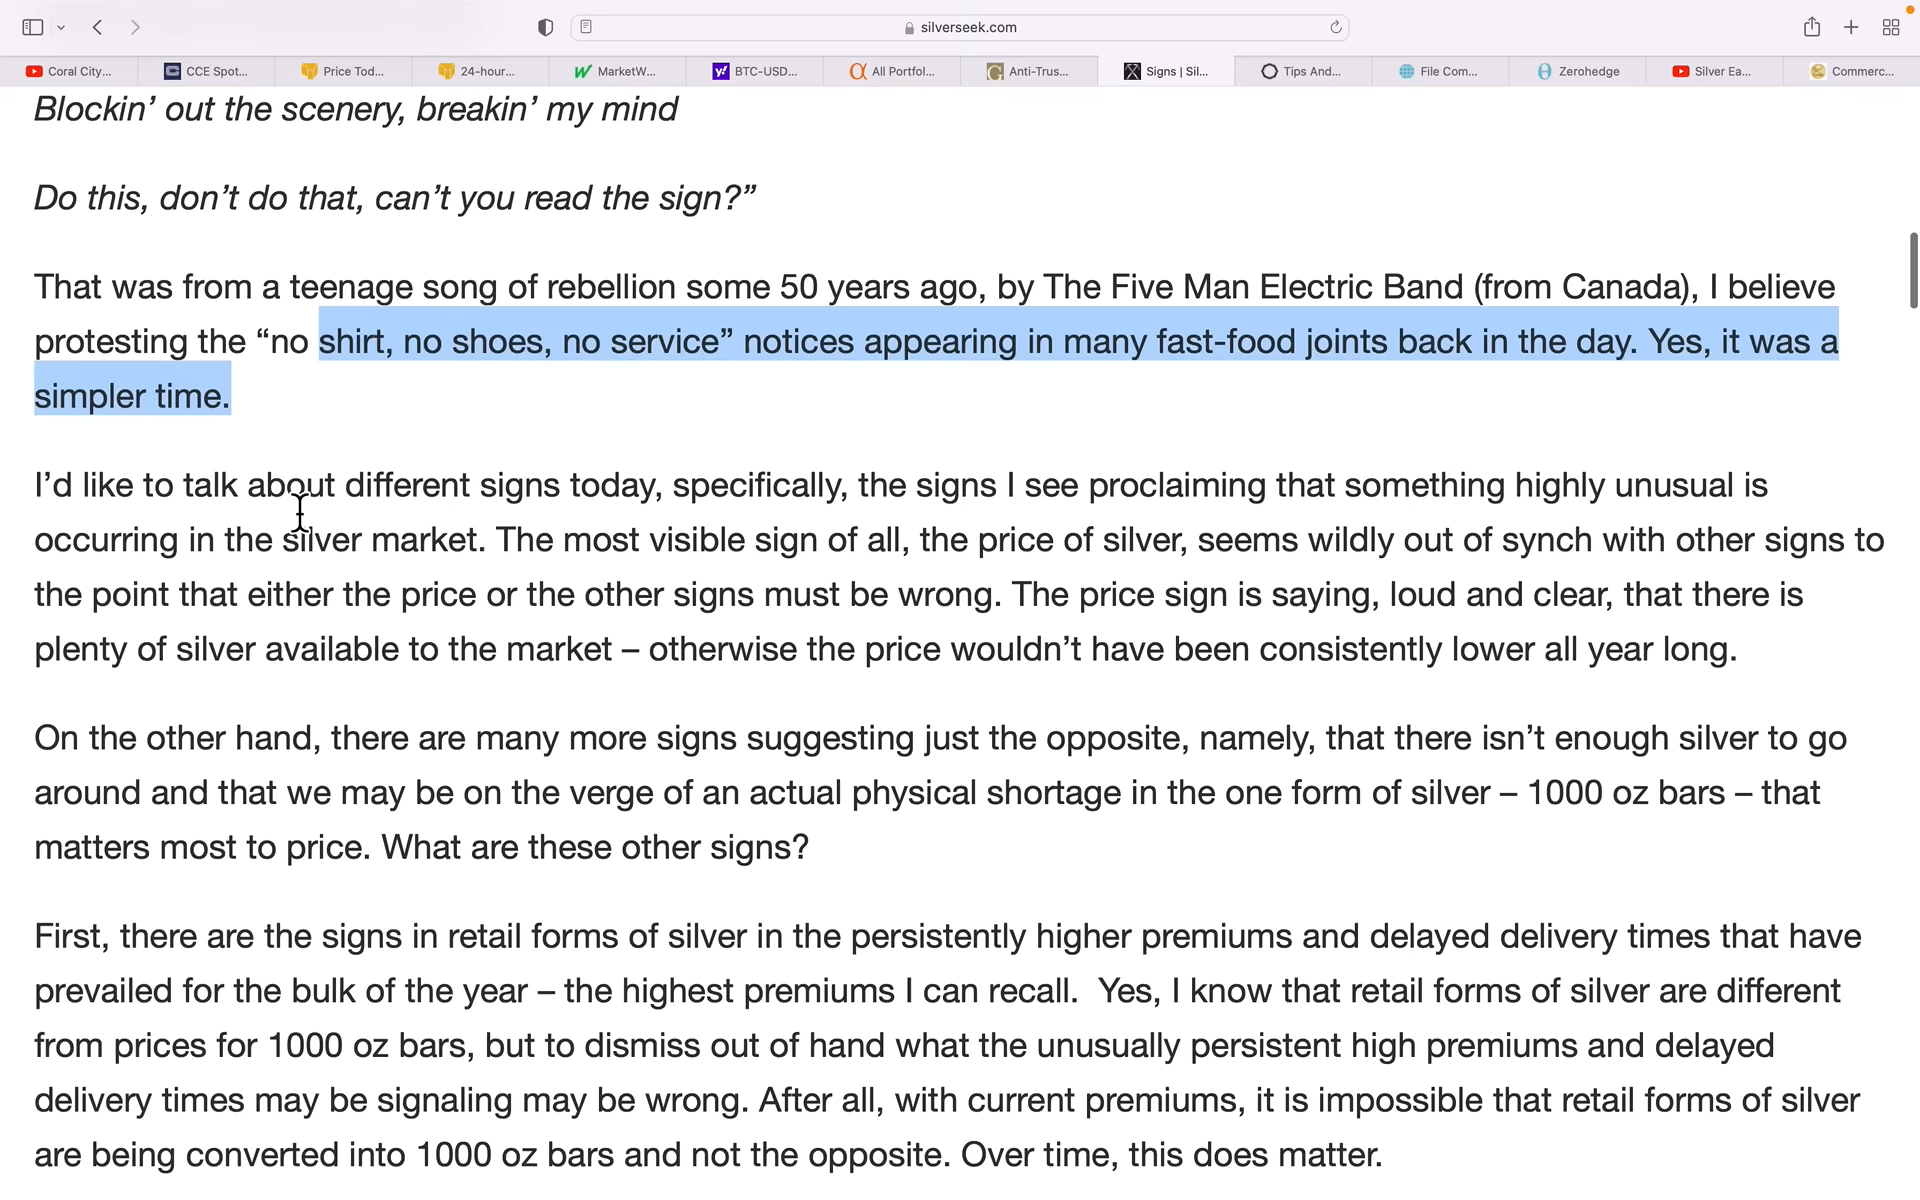 silverseek.com
Coral City...
CCE Spot...
Price Tod...
24-hour...
MarketW...
BTC-USD...
All Portfol...
Anti-Trus...
Signs | Sil...
Tips And...
File Com...
Zerohedge
Silver Ea...
Commerc...
Blockin’ out the scenery, breakin’ my mind
Do this, don’t do that, can’t you read the sign?”
That was from a teenage song of rebellion some 50 years ago, by The Five Man Electric Band (from Canada), I believe
protesting the “no shirt, no shoes, no service” notices appearing in many fast-food joints back in the day. Yes, it was a
simpler time.
I’d like to talk about different signs today, specifically, the signs I see proclaiming that something highly unusual is
occurring in the silver market. The most visible sign of all, the price of silver, seems wildly out of synch with other signs to
the point that either the price or the other signs must be wrong. The price sign is saying, loud and clear, that there is
plenty of silver available to the market – otherwise the price wouldn’t have been consistently lower all year long.
On the other hand, there are many more signs suggesting just the opposite, namely, that there isn’t enough silver to go
around and that we may be on the verge of an actual physical shortage in the one form of silver – 1000 oz bars – that
matters most to price. What are these other signs?
First, there are the signs in retail forms of silver in the persistently higher premiums and delayed delivery times that have
prevailed for the bulk of the year – the highest premiums I can recall.  Yes, I know that retail forms of silver are different
from prices for 1000 oz bars, but to dismiss out of hand what the unusually persistent high premiums and delayed
delivery times may be signaling may be wrong. After all, with current premiums, it is impossible that retail forms of silver
are being converted into 1000 oz bars and not the opposite. Over time, this does matter.